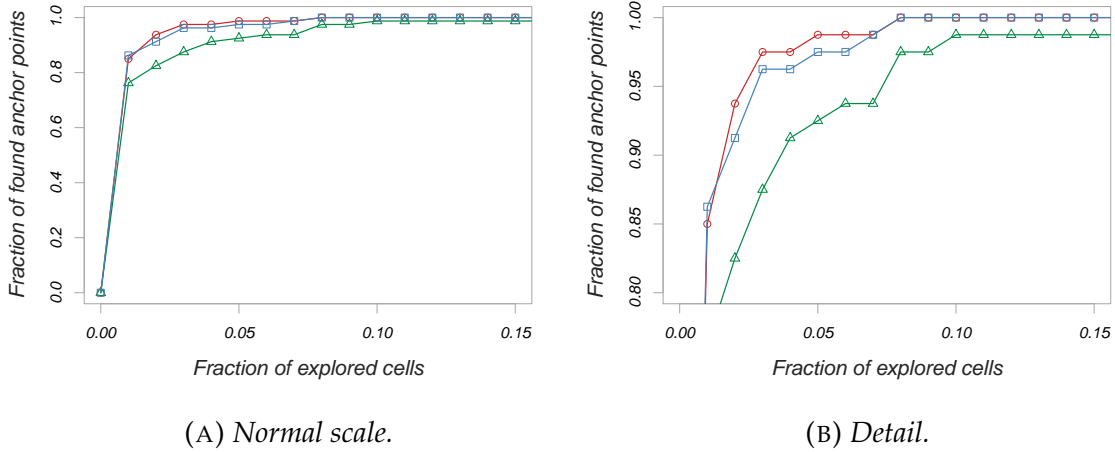 Fraction of found anchor points
1.0
0.8
0.6
0.4
0.2
0.0
0.00 0.05 0.10 0.15
Fraction of explored cells
(A) Normal scale.
Fraction of found anchor points
1.00
0.95
0.90
0.85
0.80
0.00 0.05 0.10 0.15
Fraction of explored cells
(B) Detail.